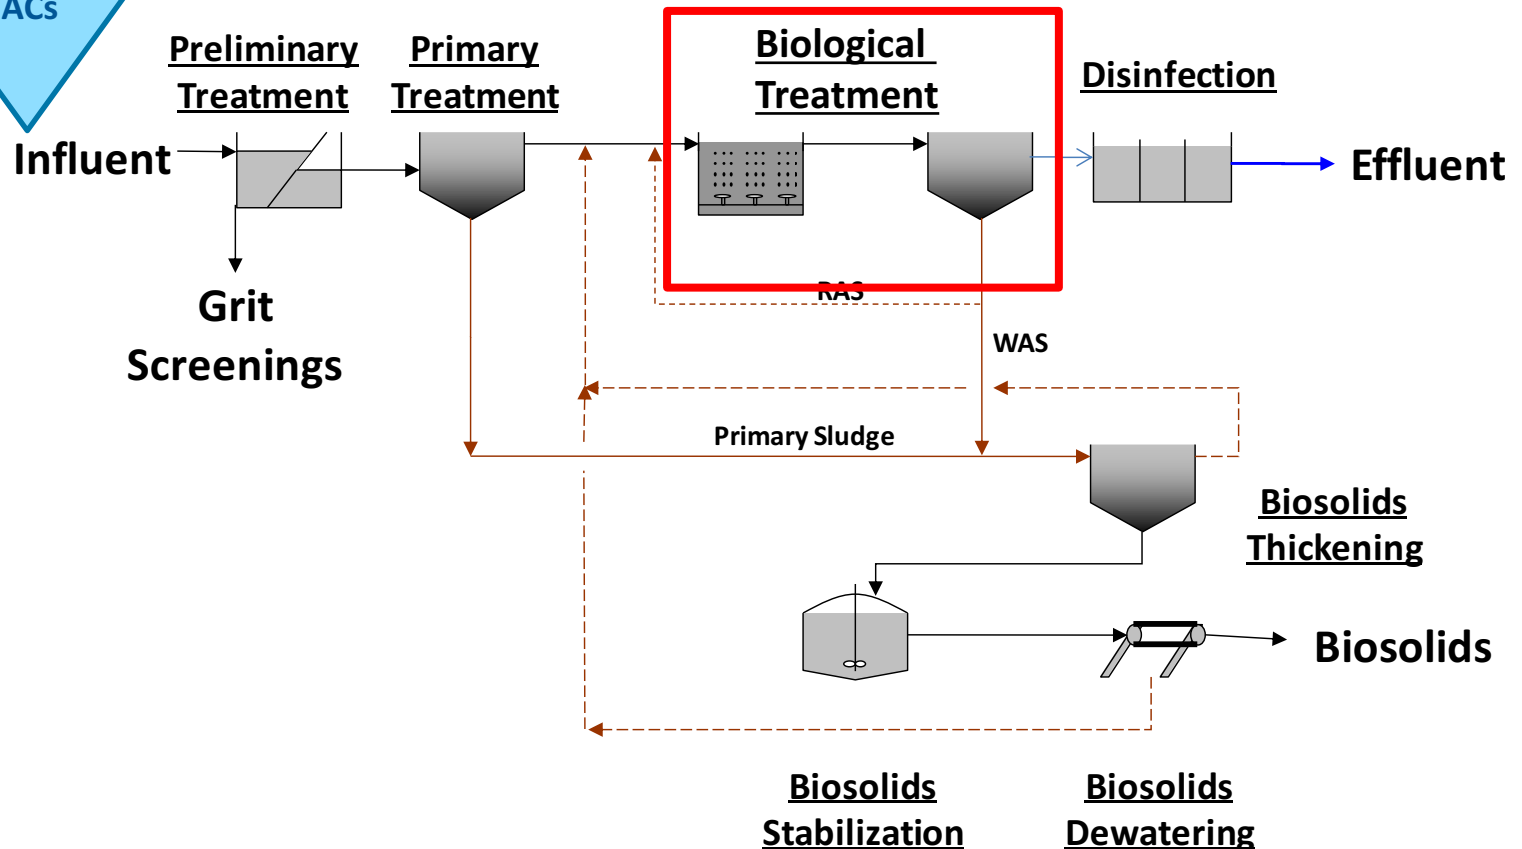 ACs
Preliminary
Treatment
Primary
Treatment
Biological
Treatment
Disinfection
Influent
Effluent
Grit
Screenings
RAS
WAS
Primary Sludge
Biosolids
Thickening
Biosolids
Biosolids
Stabilization
Biosolids
Dewatering